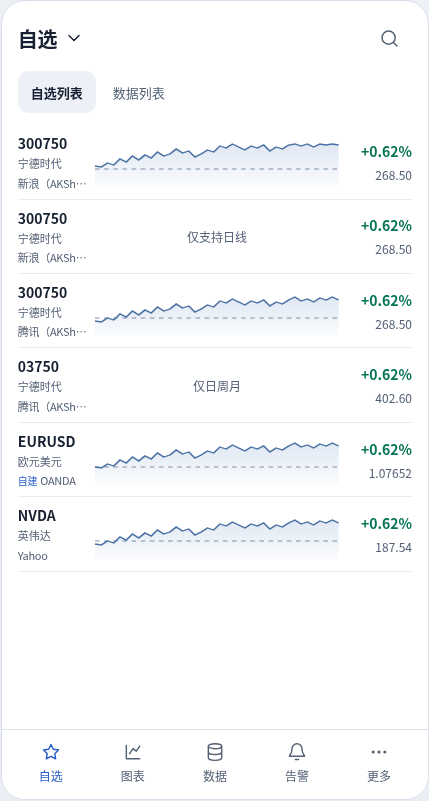 自选
自选列表 数据列表
300750
宁德时代
新浪（AKSh…
+0.62%
268.50
300750
宁德时代
新浪（AKSh…
仅支持日线
+0.62%
268.50
300750
宁德时代
腾讯（AKSh…
+0.62%
268.50
03750
宁德时代
腾讯（AKSh…
仅日周月
+0.62%
402.60
EURUSD
欧元美元
自建 OANDA
+0.62%
1.07652
NVDA
英伟达
Yahoo
+0.62%
187.54
自选 图表 数据 告警 更多